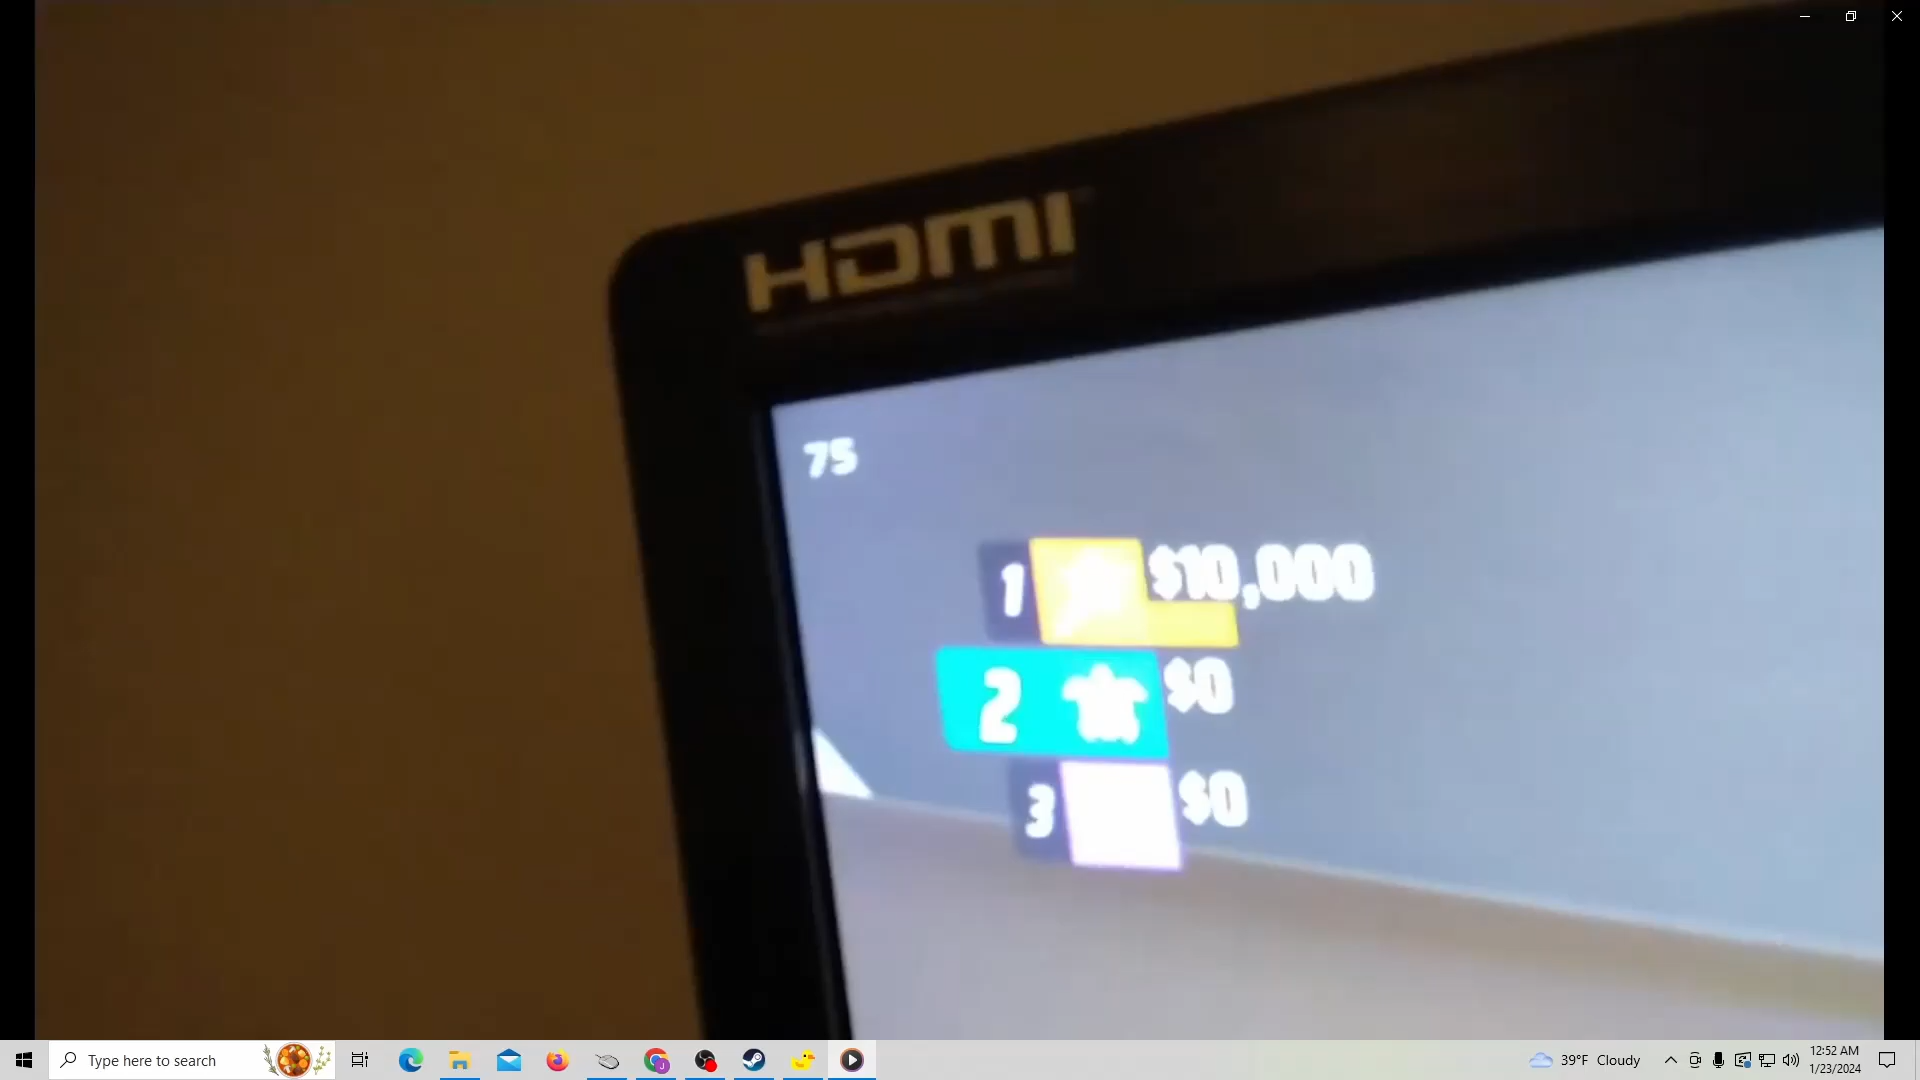 HDMI
75
1 $10,000
2 $0
3 $0
Type here to search
39°F Cloudy
12:52 AM
1/23/2024